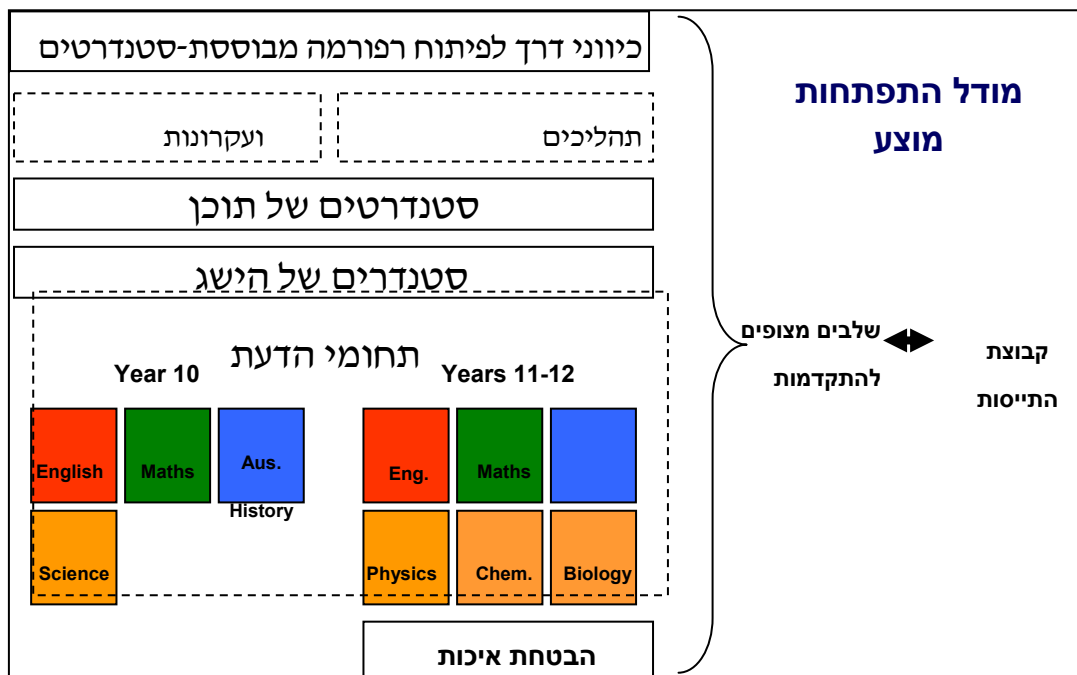 כיווני דרך לפיתוח רפורמה מבוססת-סטנדרטים
מודל התפתחות
מוצע
תהליכים
ועקרונות
סטנדרטים של תוכן
סטנדרים של הישג
שלבים מצופים
להתקדמות
קבוצת
התייסות
תחומי הדעת
Year 10
Years 11-12
English
Maths
Aus.
History
Eng.
Maths
Science
Physics
Chem.
Biology
הבטחת איכות